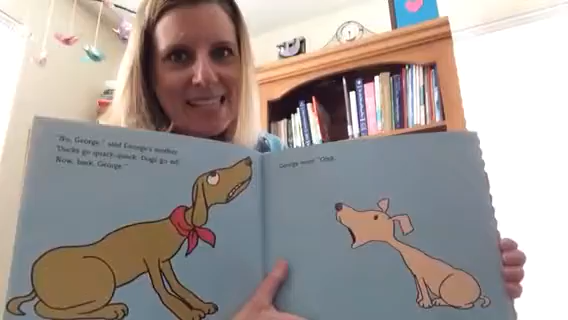 "No, George," said George's mother.
"Ducks go quack-quack. Dogs go arf.
Now, bark, George."
George went: "Oink.